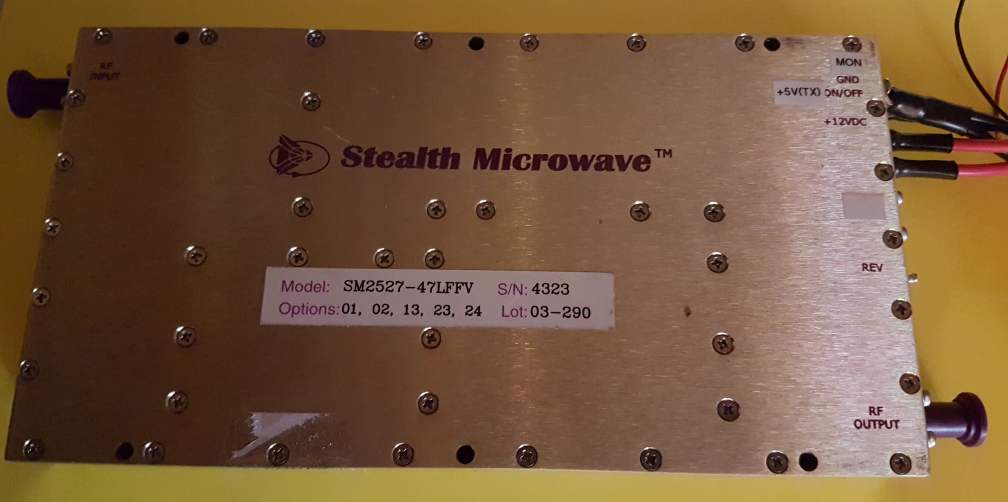 RF
INPUT
MON
GND
+5V(TX) ON/OFF
+12VDC
Stealth Microwave™
REV
Model: SM2527-47LFFV S/N: 4323
Options: 01, 02, 13, 23, 24 Lot: 03-290
RF
OUTPUT